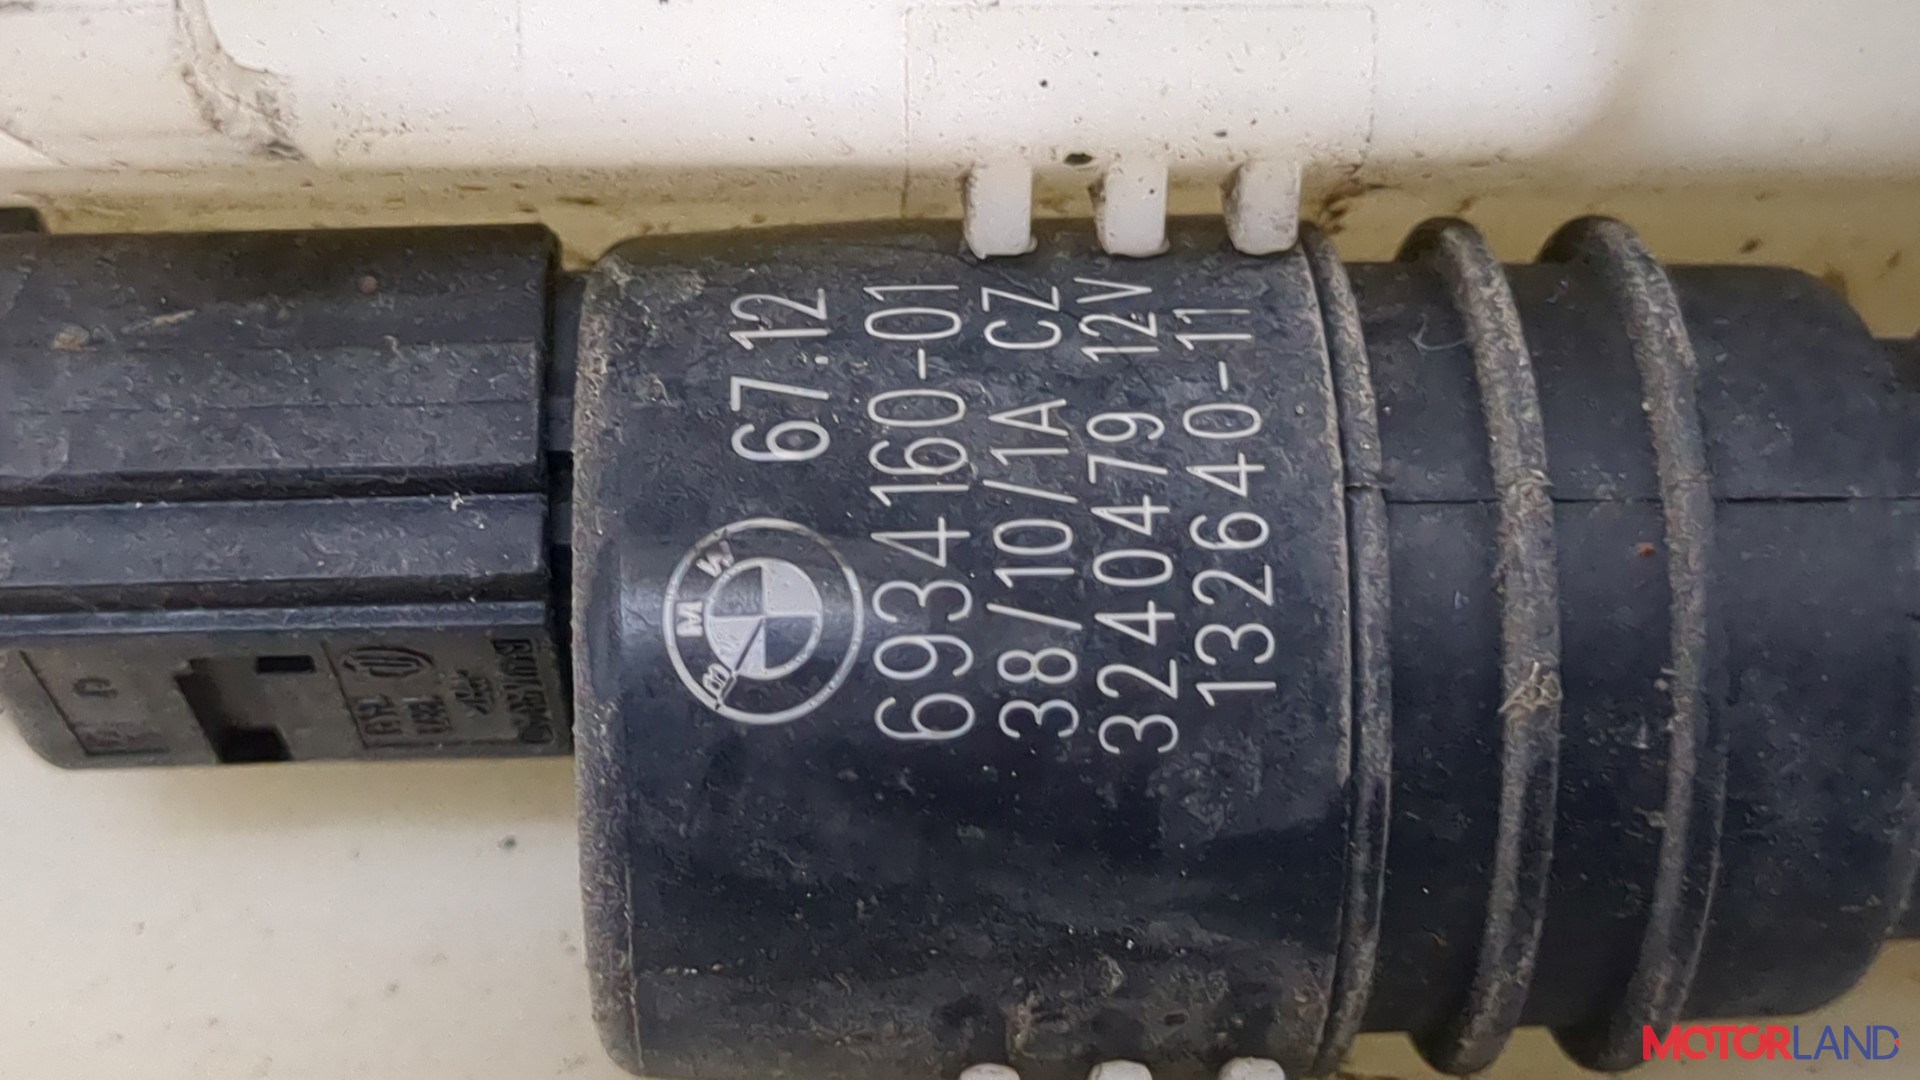 BMW
67.12
6934160-01
38/10/1A CZ
3240479 12V
132640-11
MOTORLAND